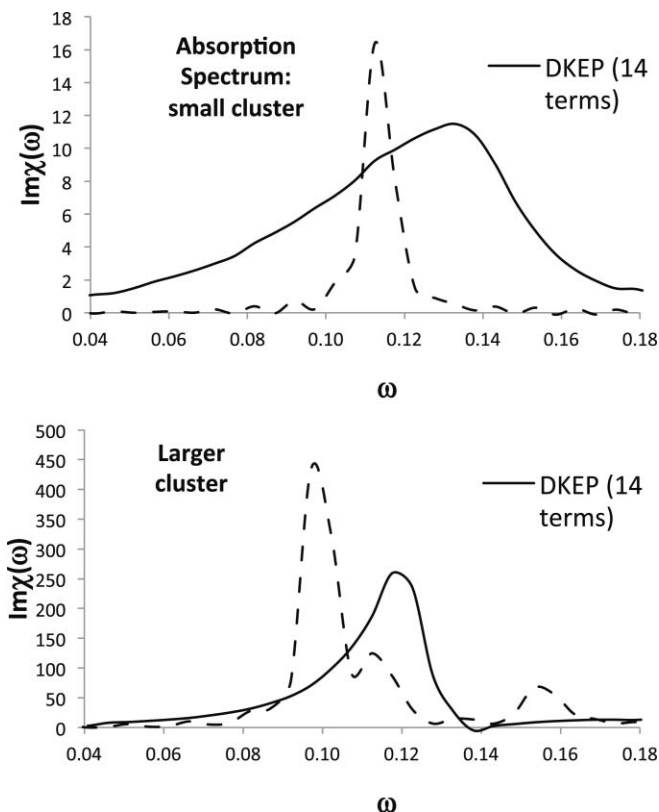 18
16
14
12
10
8
6
4
2
0
Imχ(ω)
Absorption
Spectrum:
small cluster
DKEP (14
terms)
0.04 0.06 0.08 0.10 0.12 0.14 0.16 0.18
ω
500
450
400
350
300
250
200
150
100
50
0
Imχ(ω)
Larger
cluster
DKEP (14
terms)
0.04 0.06 0.08 0.10 0.12 0.14 0.16 0.18
ω